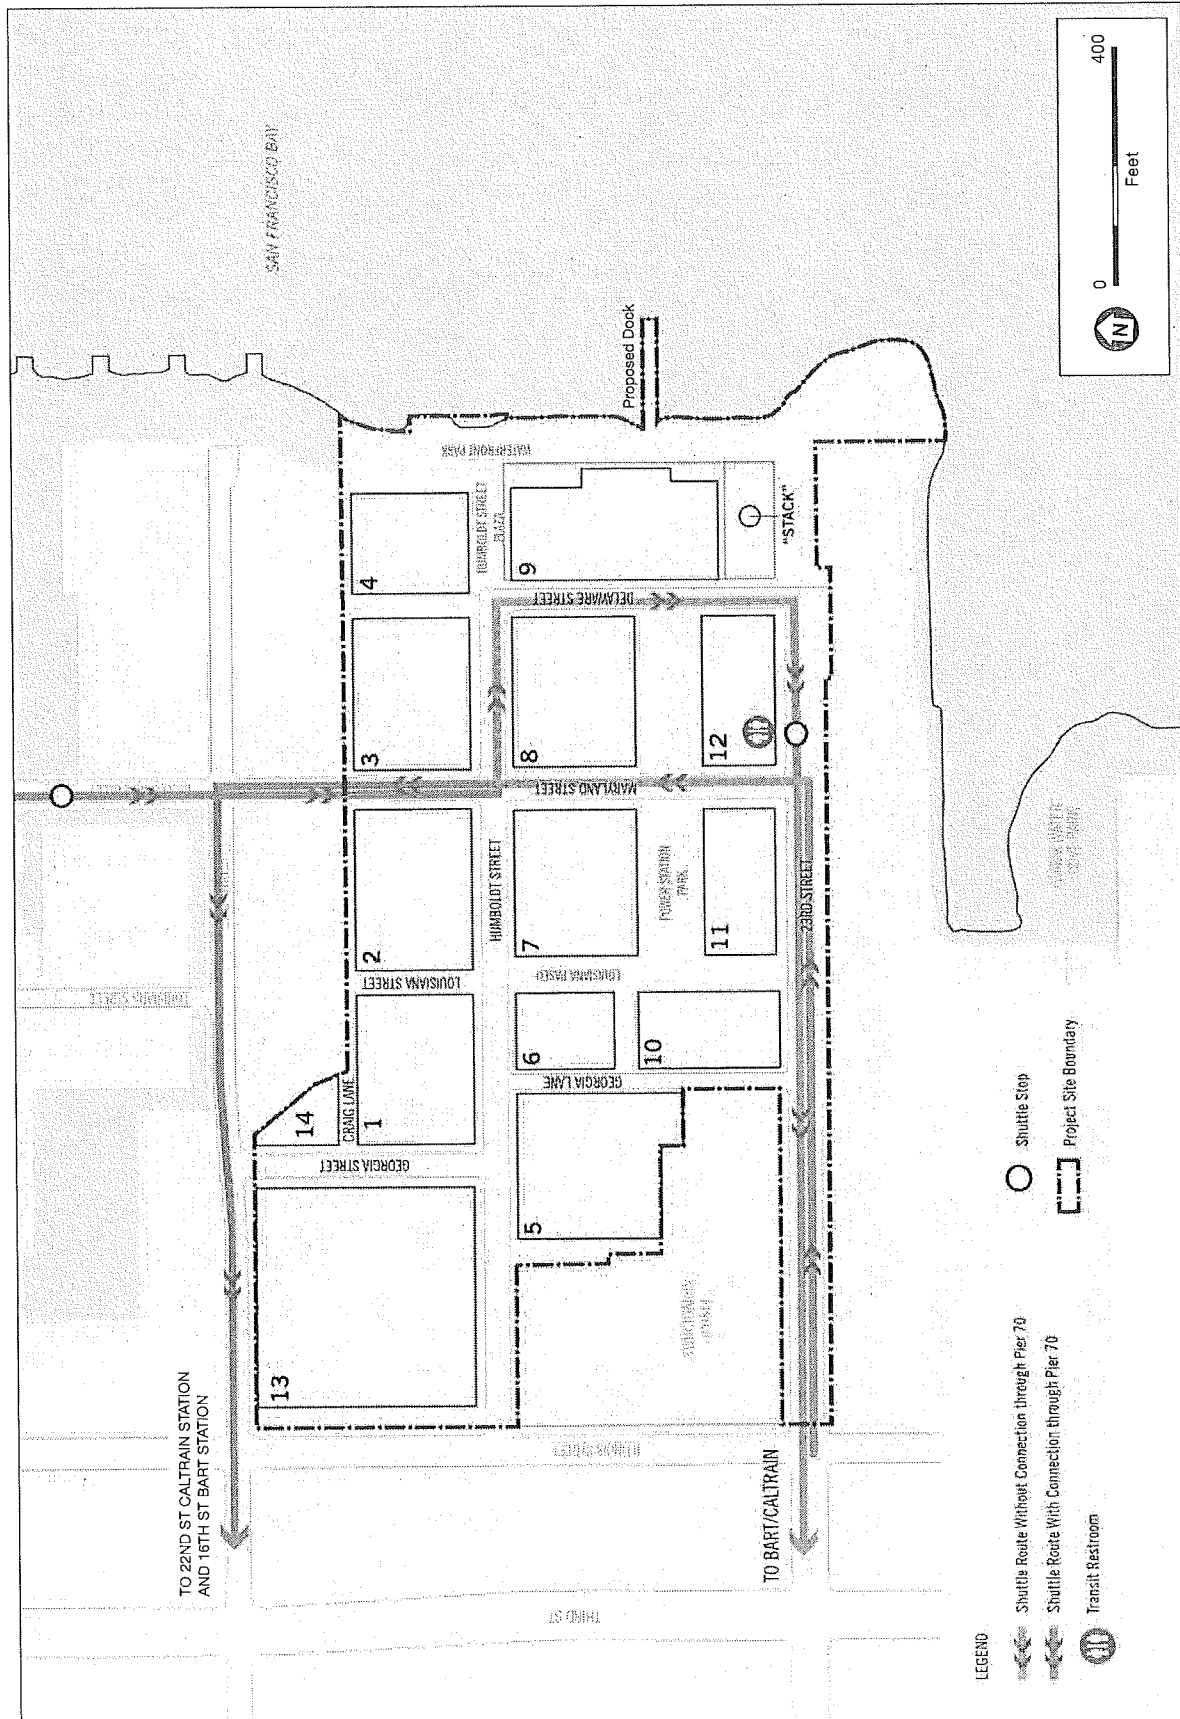 TO 22ND ST CALTRAIN STATION
AND 16TH ST BART STATION
SAN FRANCISCO BAY
LOUISIANA STREET
13
14
CRAIG LANE
GEORGIA STREET
1
LOUISIANA STREET
2
3
4
HUMBOLDT STREET
HUMBOLDT STREET
PLAZA
WATERFRONT PARK
5
GEORGIA LANE
6
LOUISIANA PASEO
7
MARYLAND STREET
8
DELAWARE STREET
9
Proposed Dock
10
POWER STATION
PARK
11
12
"STACK"
ILLINOIS STREET
THIRD ST
TO BART/CALTRAIN
23RD STREET
LEGEND
Shuttle Route Without Connection through Pier 70
Shuttle Route With Connection through Pier 70
Transit Restroom
Shuttle Stop
Project Site Boundary
N
0
400
Feet